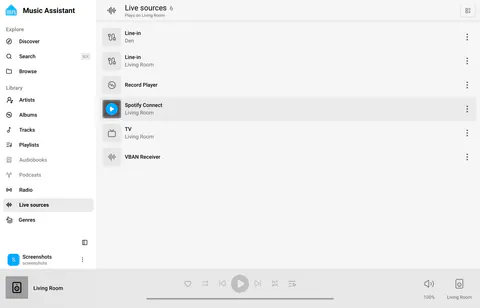 Music Assistant
Explore
Discover
Search
Browse
Library
Artists
Albums
Tracks
Playlists
Audiobooks
Podcasts
Radio
Live sources
Genres
S
Screenshots
screenshots
Live sources 6
Plays on Living Room
Line-in
Den
Line-in
Living Room
Record Player
Spotify Connect
Living Room
TV
Living Room
VBAN Receiver
Living Room
100%
Living Room